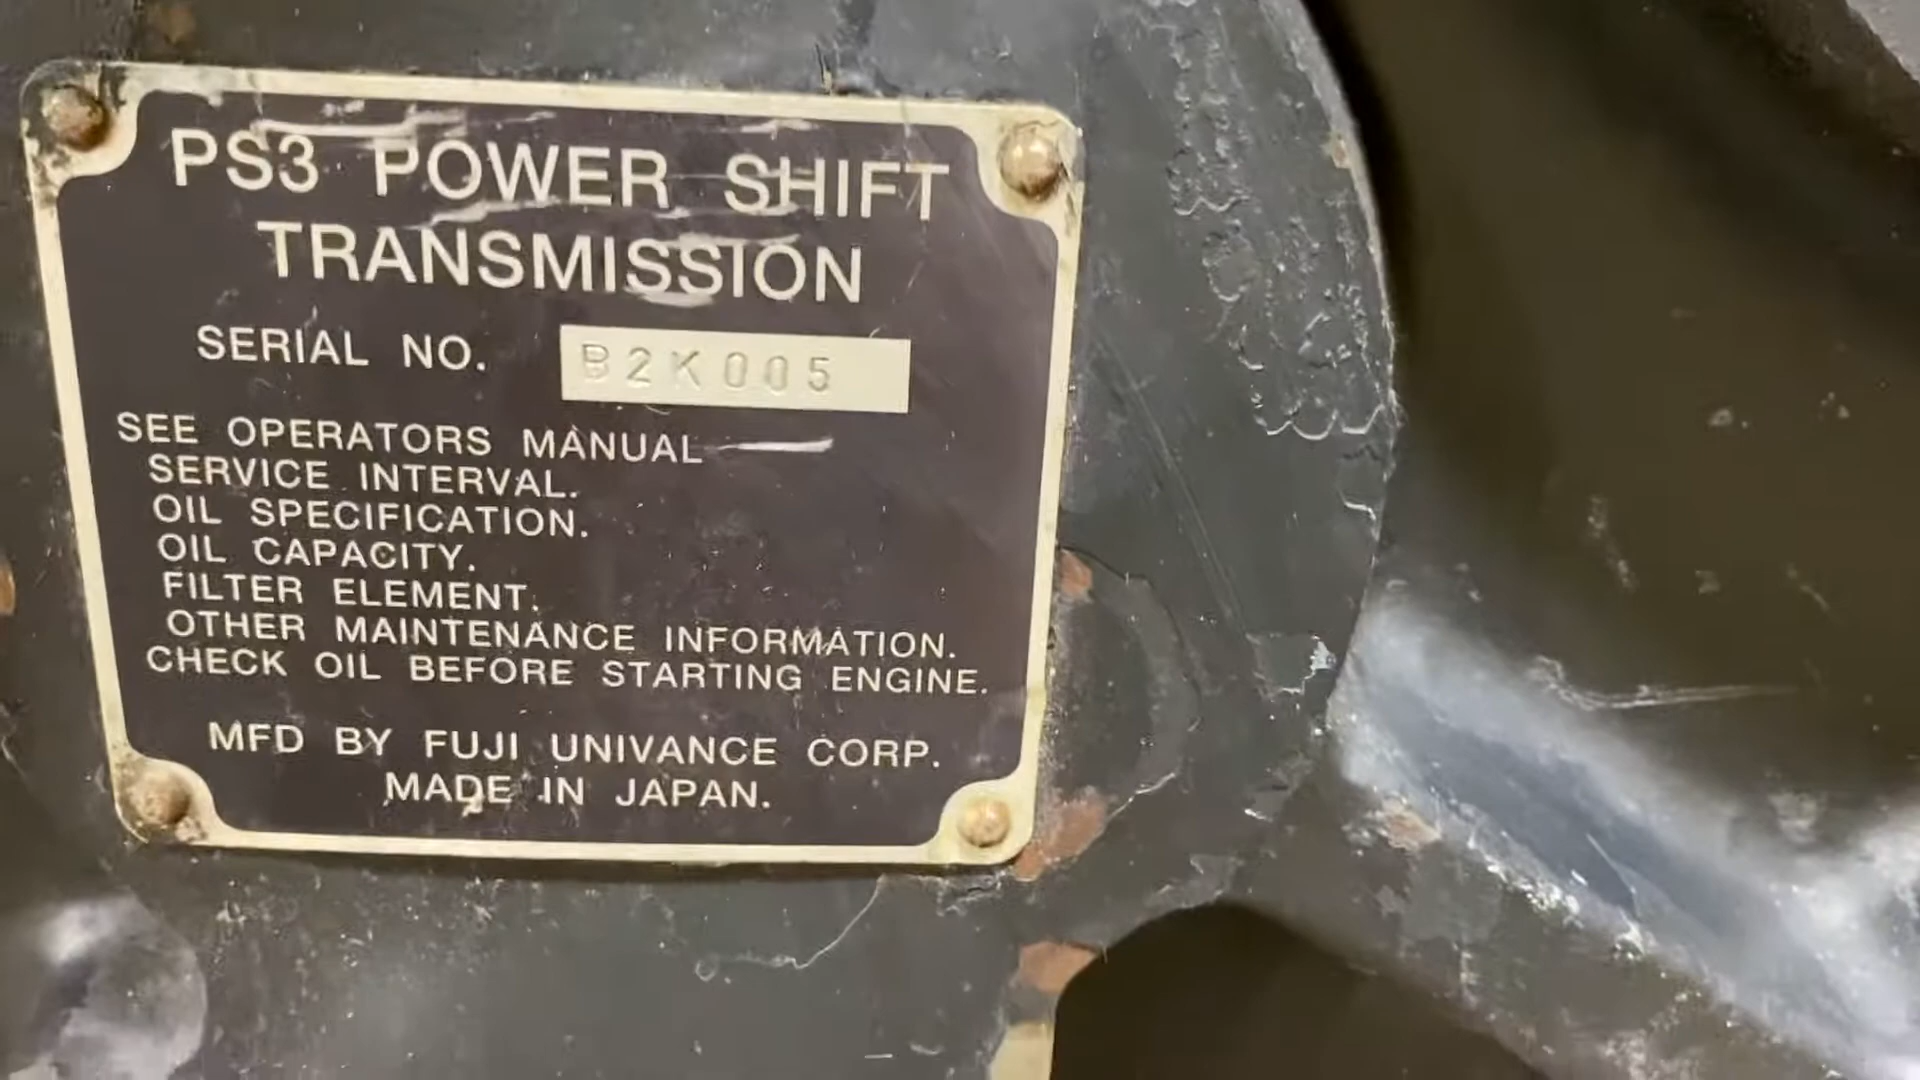 PS3 POWER SHIFT
TRANSMISSION
SERIAL NO. B2K005
SEE OPERATORS MANUAL
SERVICE INTERVAL.
OIL SPECIFICATION.
OIL CAPACITY.
FILTER ELEMENT.
OTHER MAINTENANCE INFORMATION.
CHECK OIL BEFORE STARTING ENGINE.
MFD BY FUJI UNIVANCE CORP.
MADE IN JAPAN.